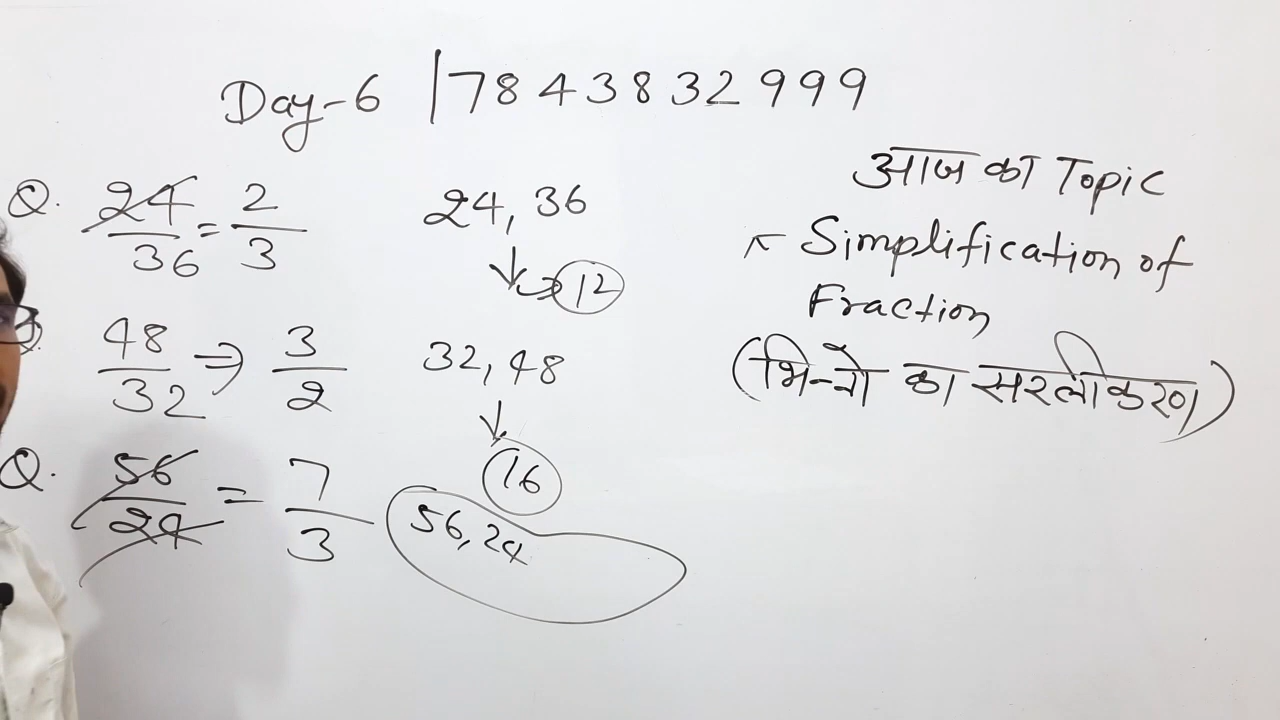 Day-6 | 7843832999
Q. 24/36 = 2/3
24, 36
↓ → 12
48/32 ⇒ 3/2
32, 48
↓
16
Q. 56/24 = 7/3
56, 24
आज का Topic
Simplification of
Fraction
(भिन्नो का सरलीकरण)